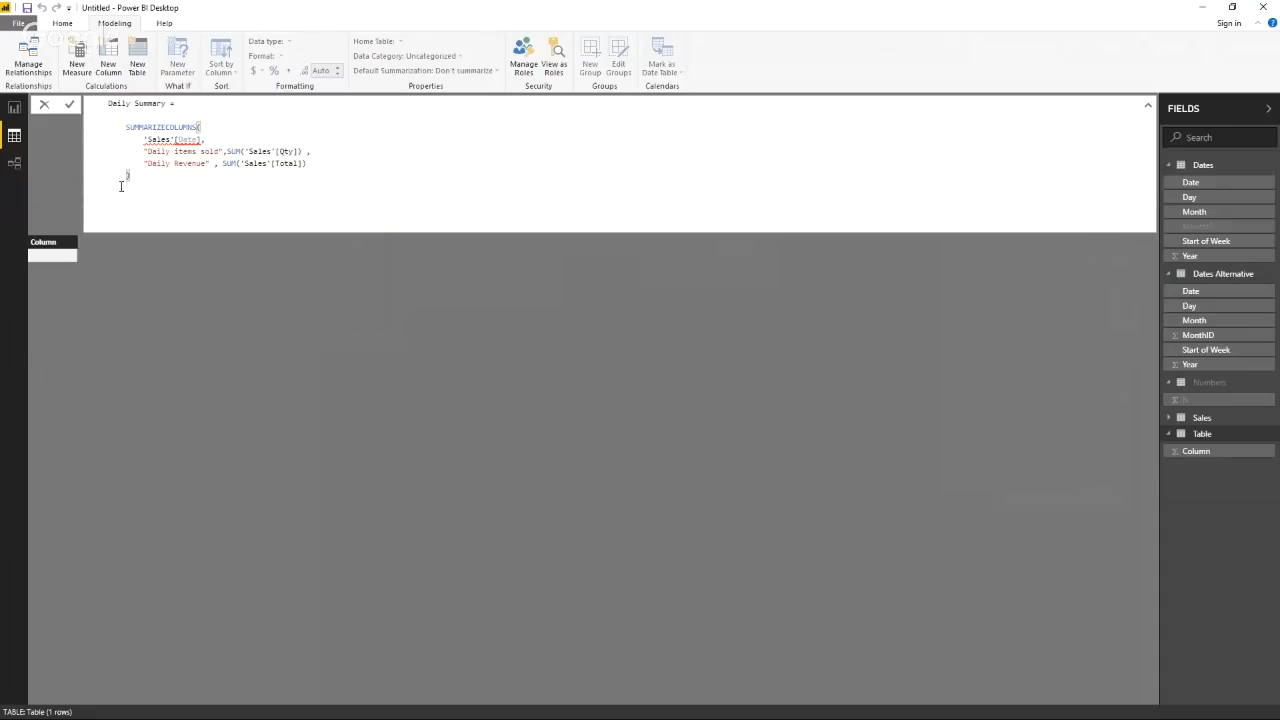 Untitled - Power BI Desktop
File Home Modeling Help Sign in
Manage Relationships
New Measure
New Column
New Table
New Parameter
Sort by Column
Data type:
Format:
$ % , Auto
Home Table:
Data Category: Uncategorized
Default Summarization: Don't summarize
Manage Roles
View as Roles
New Group
Edit Groups
Mark as Date Table
Relationships Calculations What If Sort Formatting Properties Security Groups Calendars
Daily Summary =
SUMMARIZECOLUMNS(
'Sales'[Date],
"Daily items sold",SUM('Sales'[Qty]) ,
"Daily Revenue" , SUM('Sales'[Total])
)
Column
FIELDS
Search
Dates
Date
Day
Month
MonthID
Start of Week
Year
Dates Alternative
Date
Day
Month
MonthID
Start of Week
Year
Numbers
N
Sales
Table
Column
TABLE: Table (1 rows)